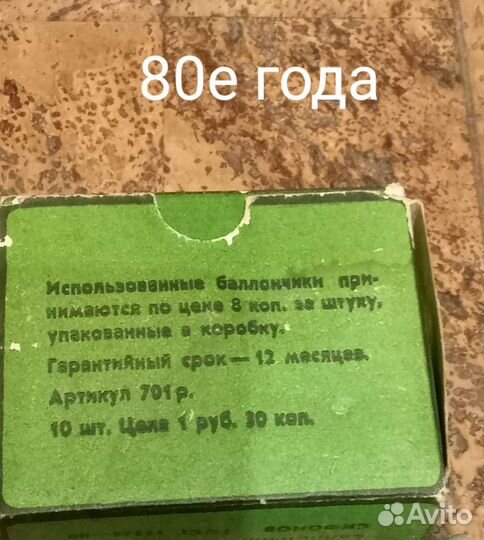 80е года
Использованные баллончики при-
нимаются по цене 8 коп. за штуку,
упакованные в коробку.
Гарантийный срок — 12 месяцев.
Артикул 701р.
10 шт. Цена 1 руб. 30 коп.
СИФОНОВ
Avito